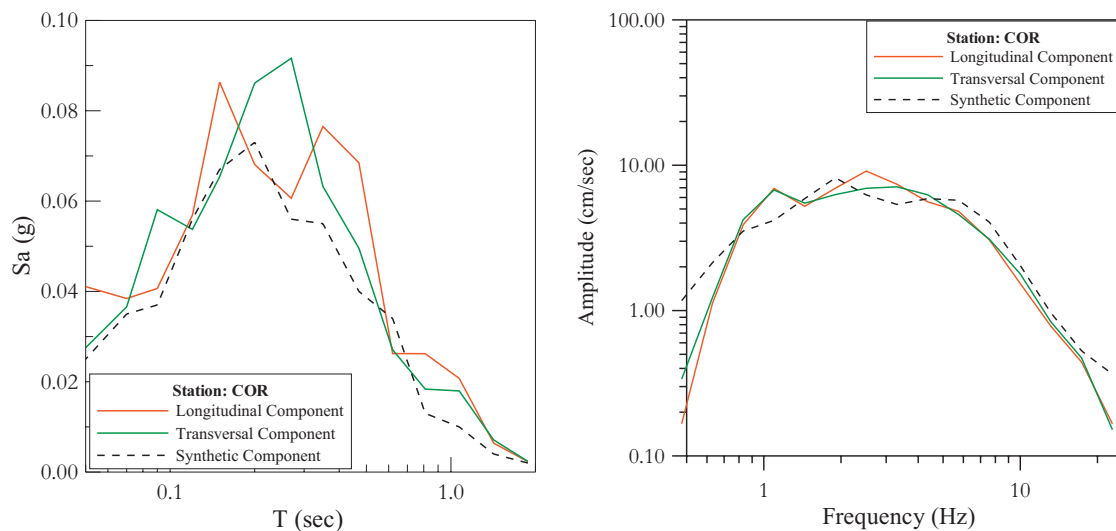 0.10
0.08
0.06
0.04
0.02
0.00
Sa (g)
Station: COR
Longitudinal Component
Transversal Component
Synthetic Component
0.1
1.0
T (sec)
100.00
10.00
1.00
0.10
Amplitude (cm/sec)
Station: COR
Longitudinal Component
Transversal Component
Synthetic Component
1
10
Frequency (Hz)